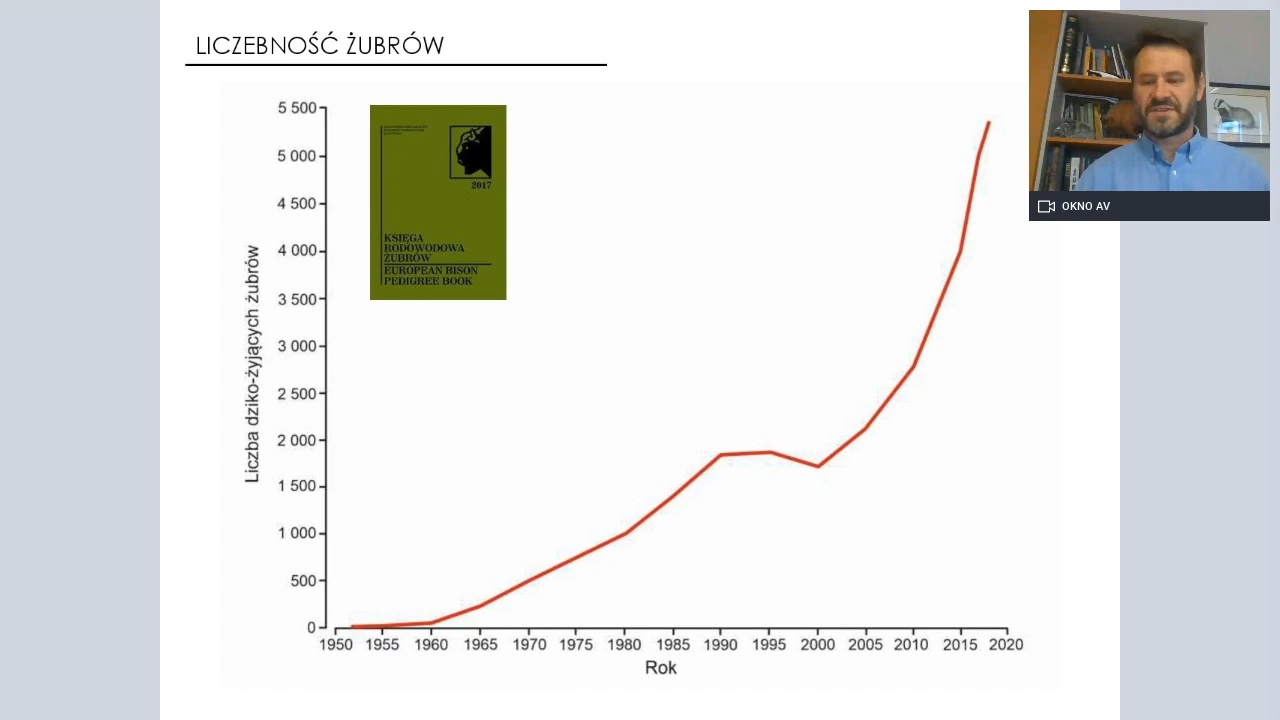 LICZEBNOŚĆ ŻUBRÓW
OKNO AV
2017
KSIĘGA
RODOWODOWA
ŻUBRÓW
EUROPEAN BISON
PEDIGREE BOOK
Liczba dziko-żyjących żubrów
5 500
5 000
4 500
4 000
3 500
3 000
2 500
2 000
1 500
1 000
500
0
1950 1955 1960 1965 1970 1975 1980 1985 1990 1995 2000 2005 2010 2015 2020
Rok